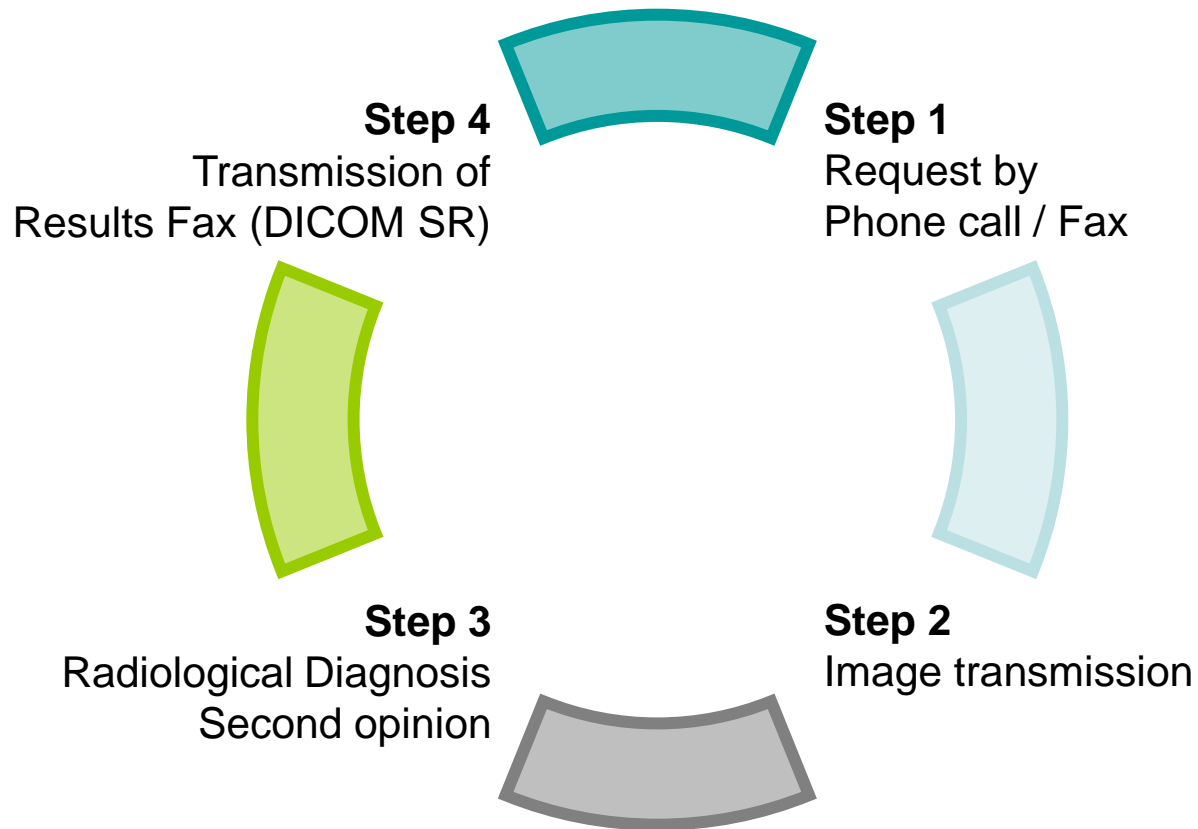 Step 1
Request by
Phone call / Fax
Step 2
Image transmission
Step 3
Radiological Diagnosis
Second opinion
Step 4
Transmission of
Results Fax (DICOM SR)